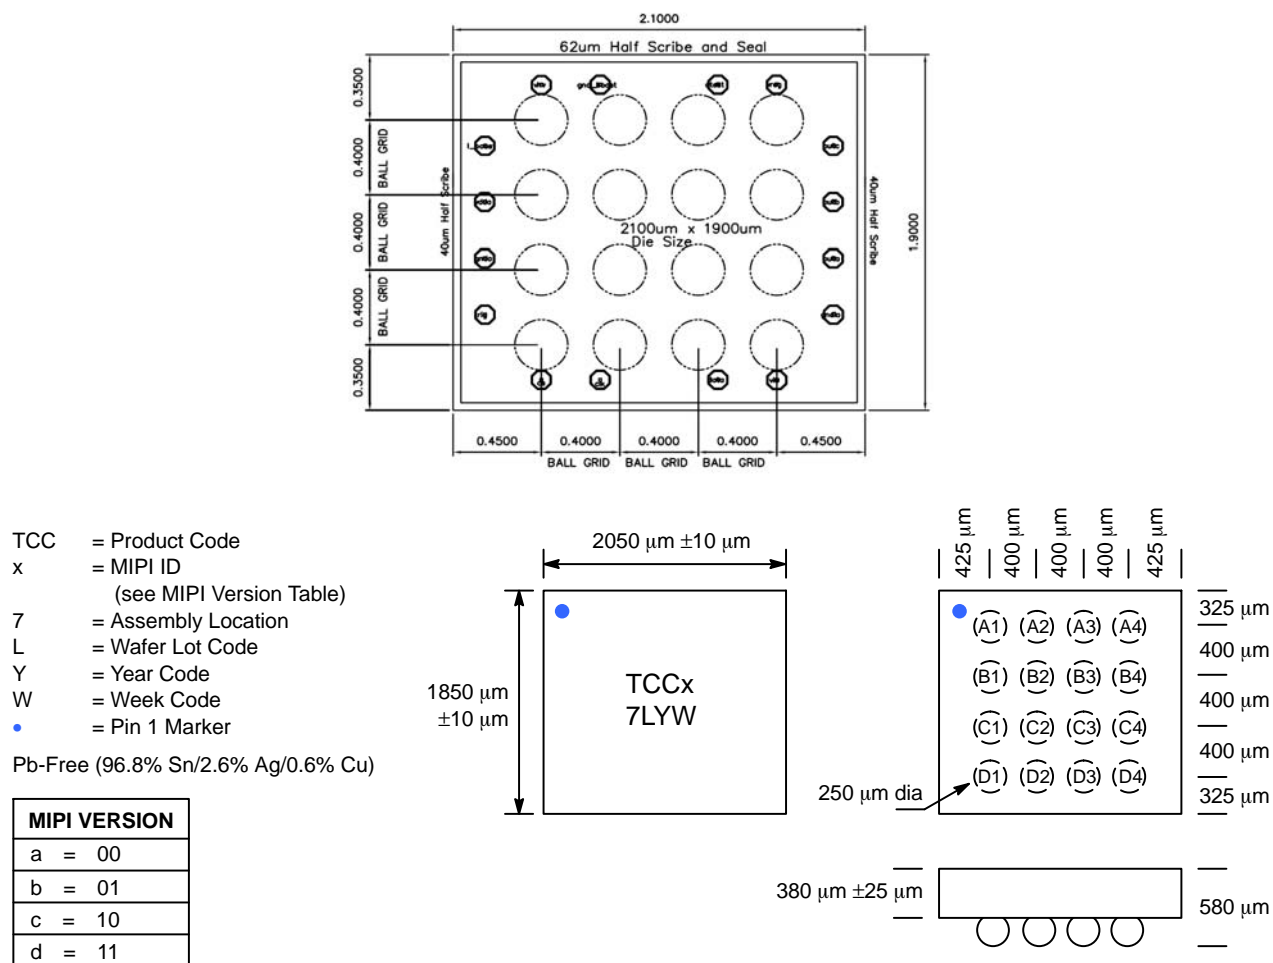 2.1000
62um Half Scribe and Seal
0.3500
0.4000
BALL GRID
0.4000
BALL GRID
0.4000
BALL GRID
0.3500
40um Half Scribe
2100um x 1900um
Die Size
40um Half Scribe
1.9000
0.4500
0.4000
0.4000
0.4000
0.4500
BALL GRID
BALL GRID
BALL GRID
TCC = Product Code
x = MIPI ID
(see MIPI Version Table)
7 = Assembly Location
L = Wafer Lot Code
Y = Year Code
W = Week Code
• = Pin 1 Marker
Pb-Free (96.8% Sn/2.6% Ag/0.6% Cu)
MIPI VERSION
a = 00
b = 01
c = 10
d = 11
2050 μm ±10 μm
1850 μm
±10 μm
TCCx
7LYW
425 μm
400 μm
400 μm
400 μm
425 μm
A1 A2 A3 A4
B1 B2 B3 B4
C1 C2 C3 C4
D1 D2 D3 D4
325 μm
400 μm
400 μm
400 μm
325 μm
250 μm dia
380 μm ±25 μm
580 μm